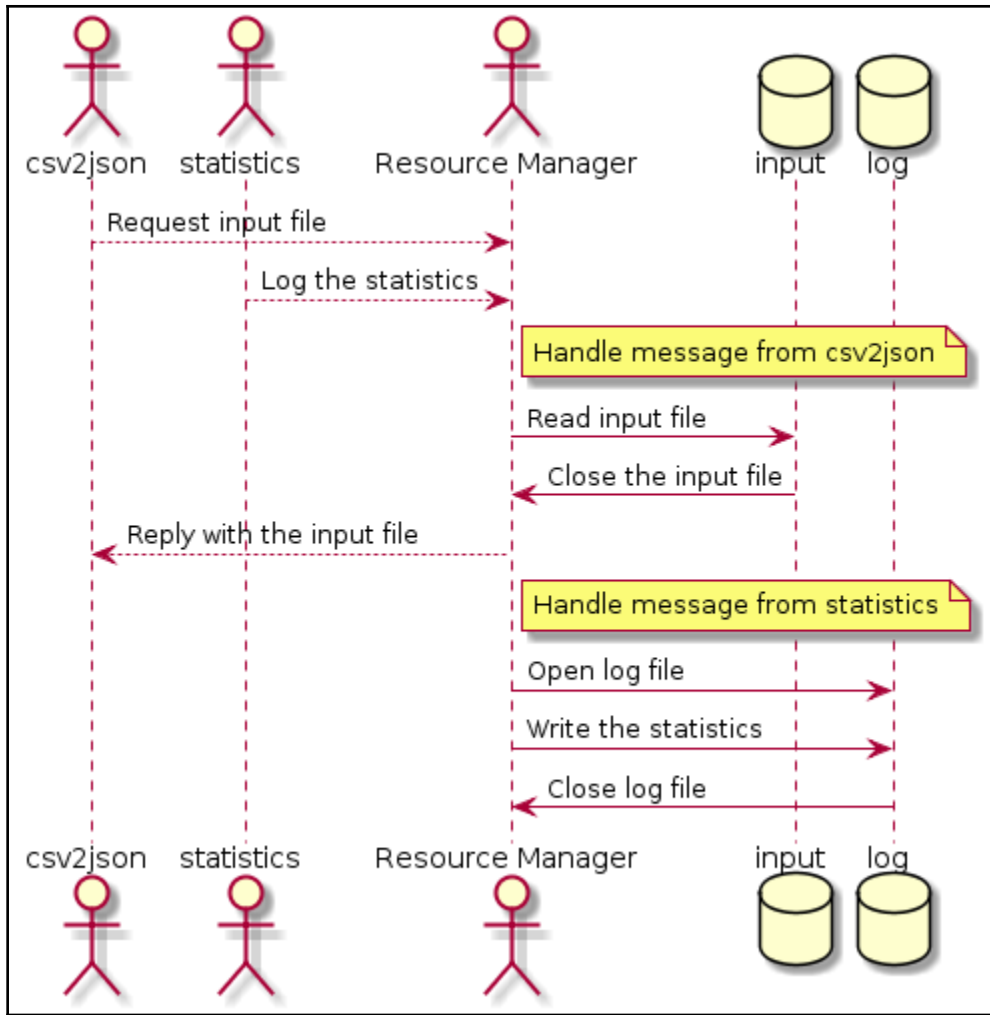 csv2json statistics Resource Manager input log
Request input file
Log the statistics
Handle message from csv2json
Read input file
Close the input file
Reply with the input file
Handle message from statistics
Open log file
Write the statistics
Close log file
csv2json statistics Resource Manager input log